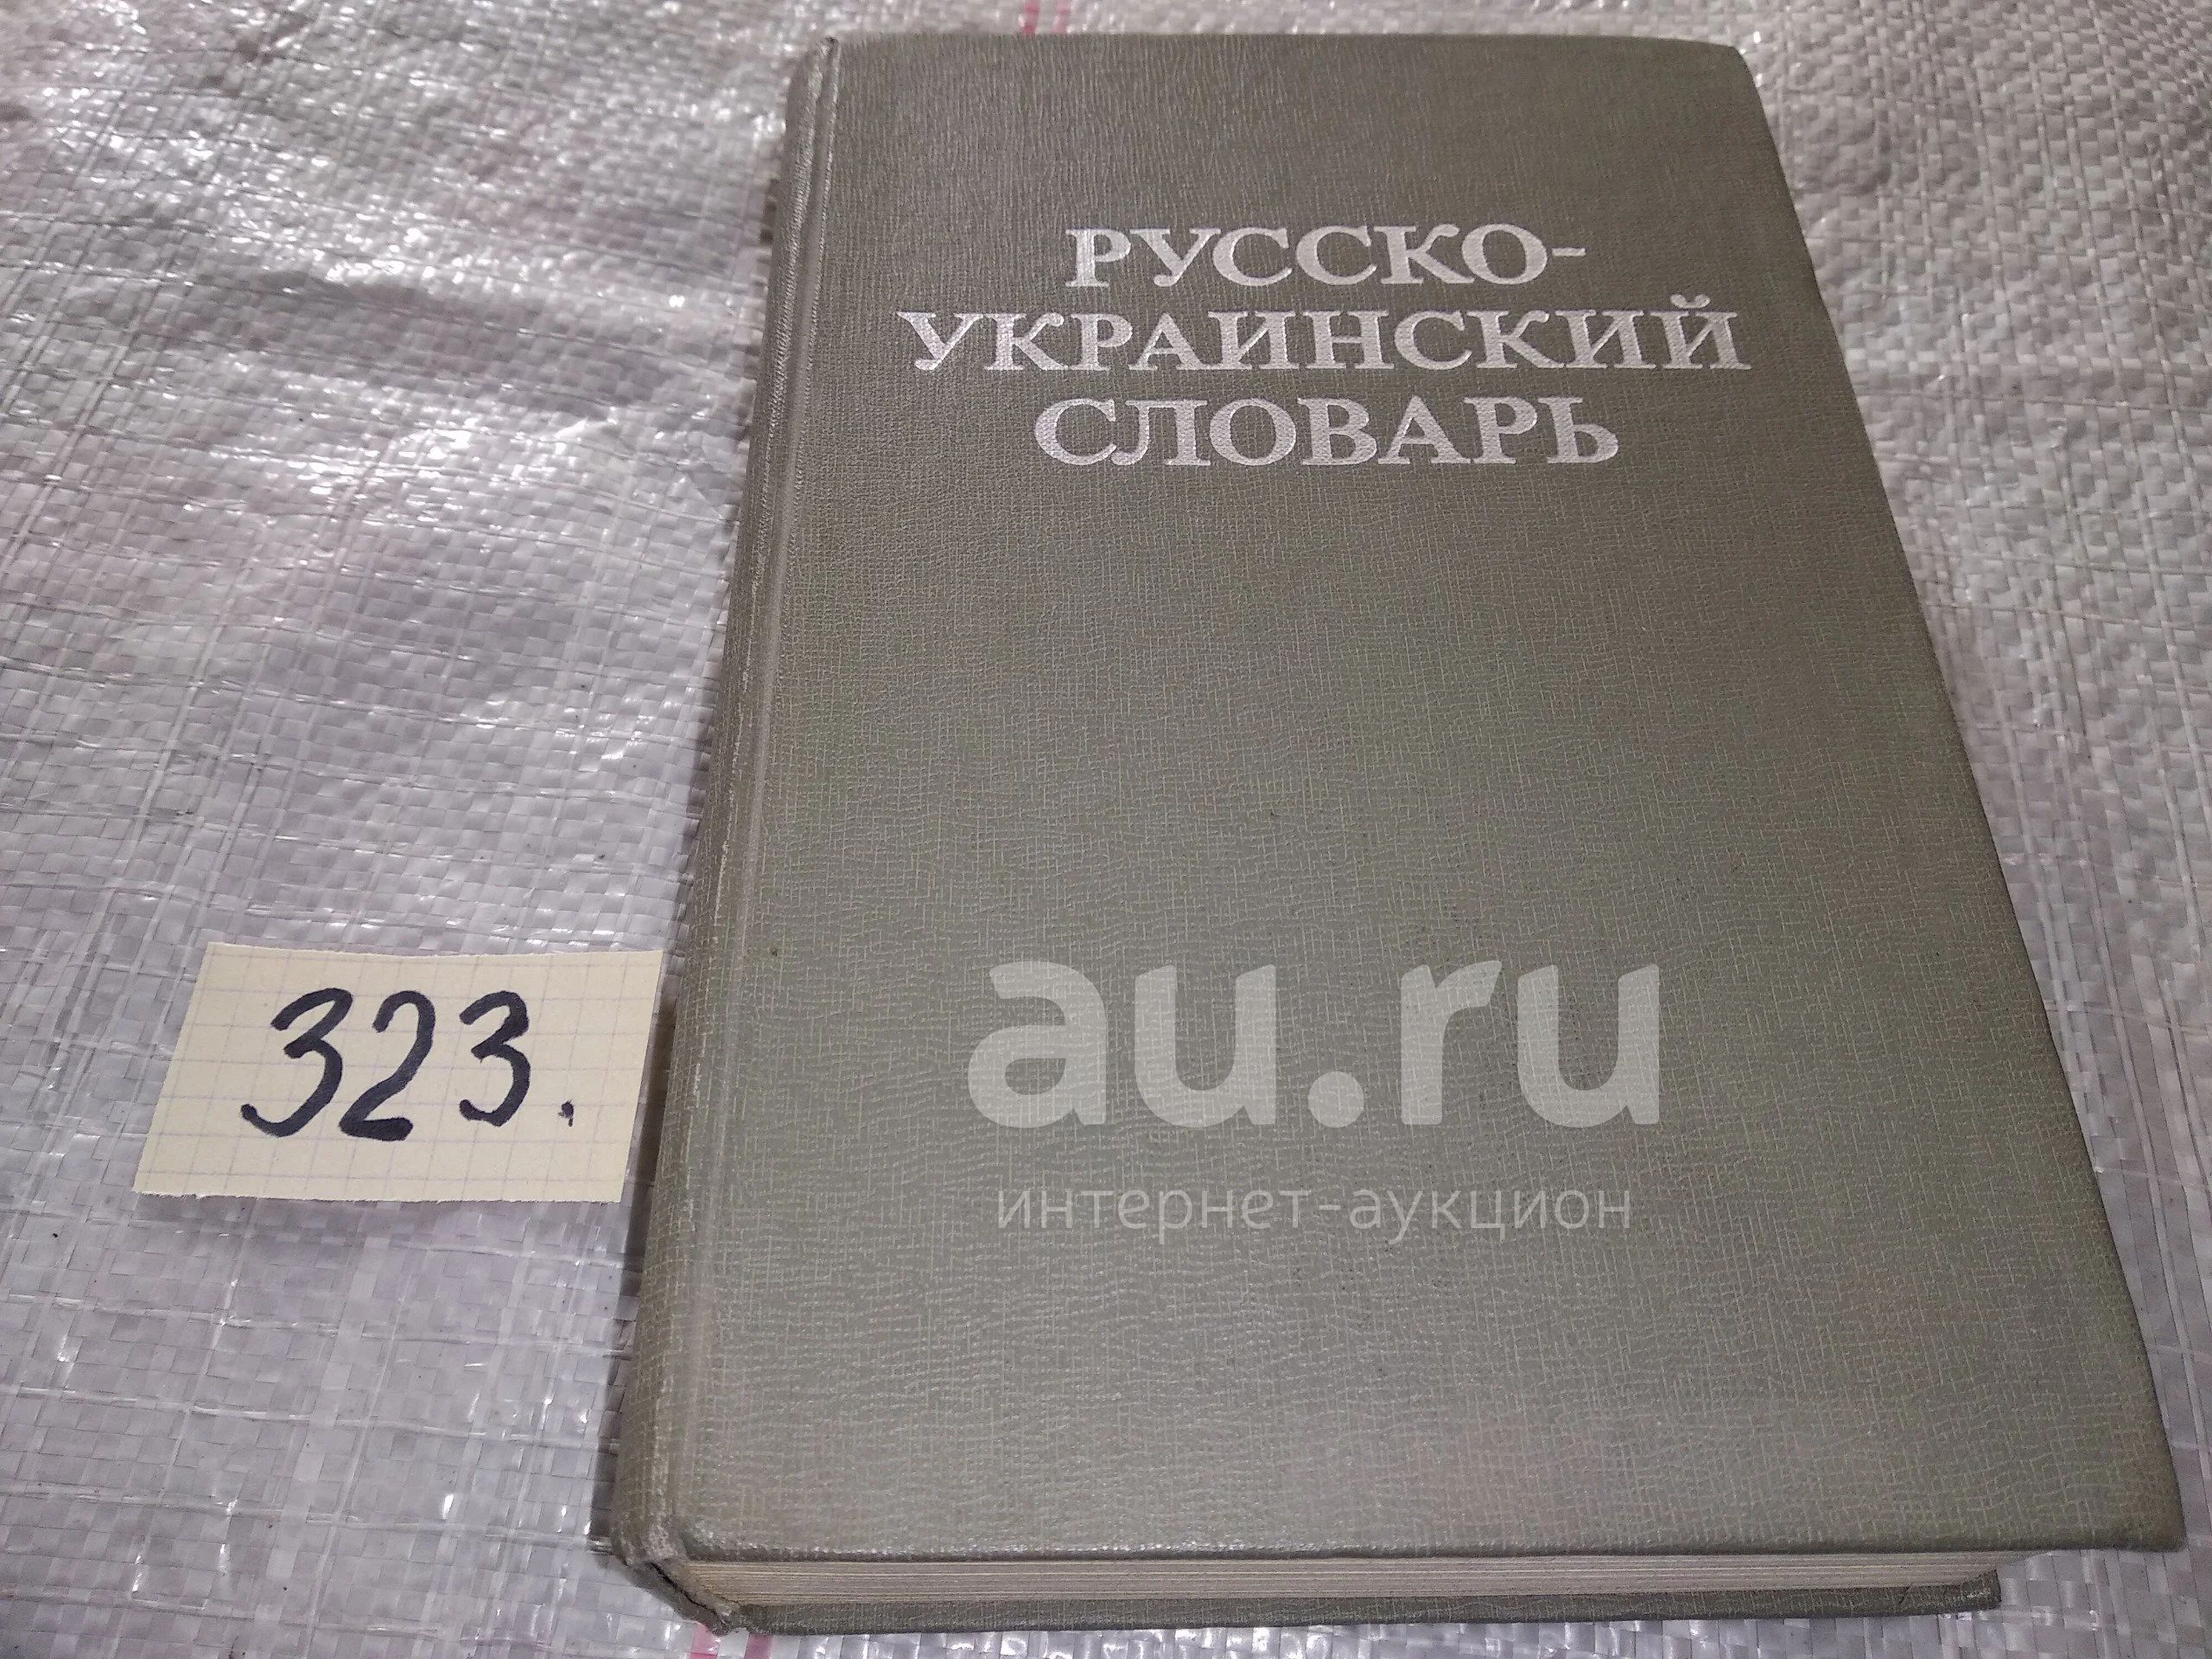 РУССКО-
УКРАИНСКИЙ
СЛОВАРЬ
323.
au.ru
интернет-аукцион